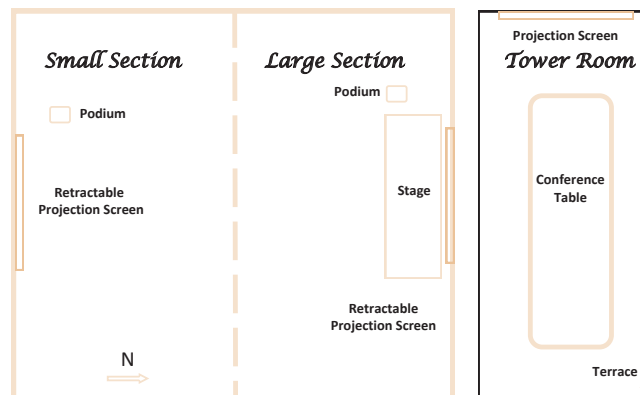 Small Section
Podium
Retractable
Projection Screen
N
Large Section
Podium
Stage
Retractable
Projection Screen
Projection Screen
Tower Room
Conference
Table
Terrace